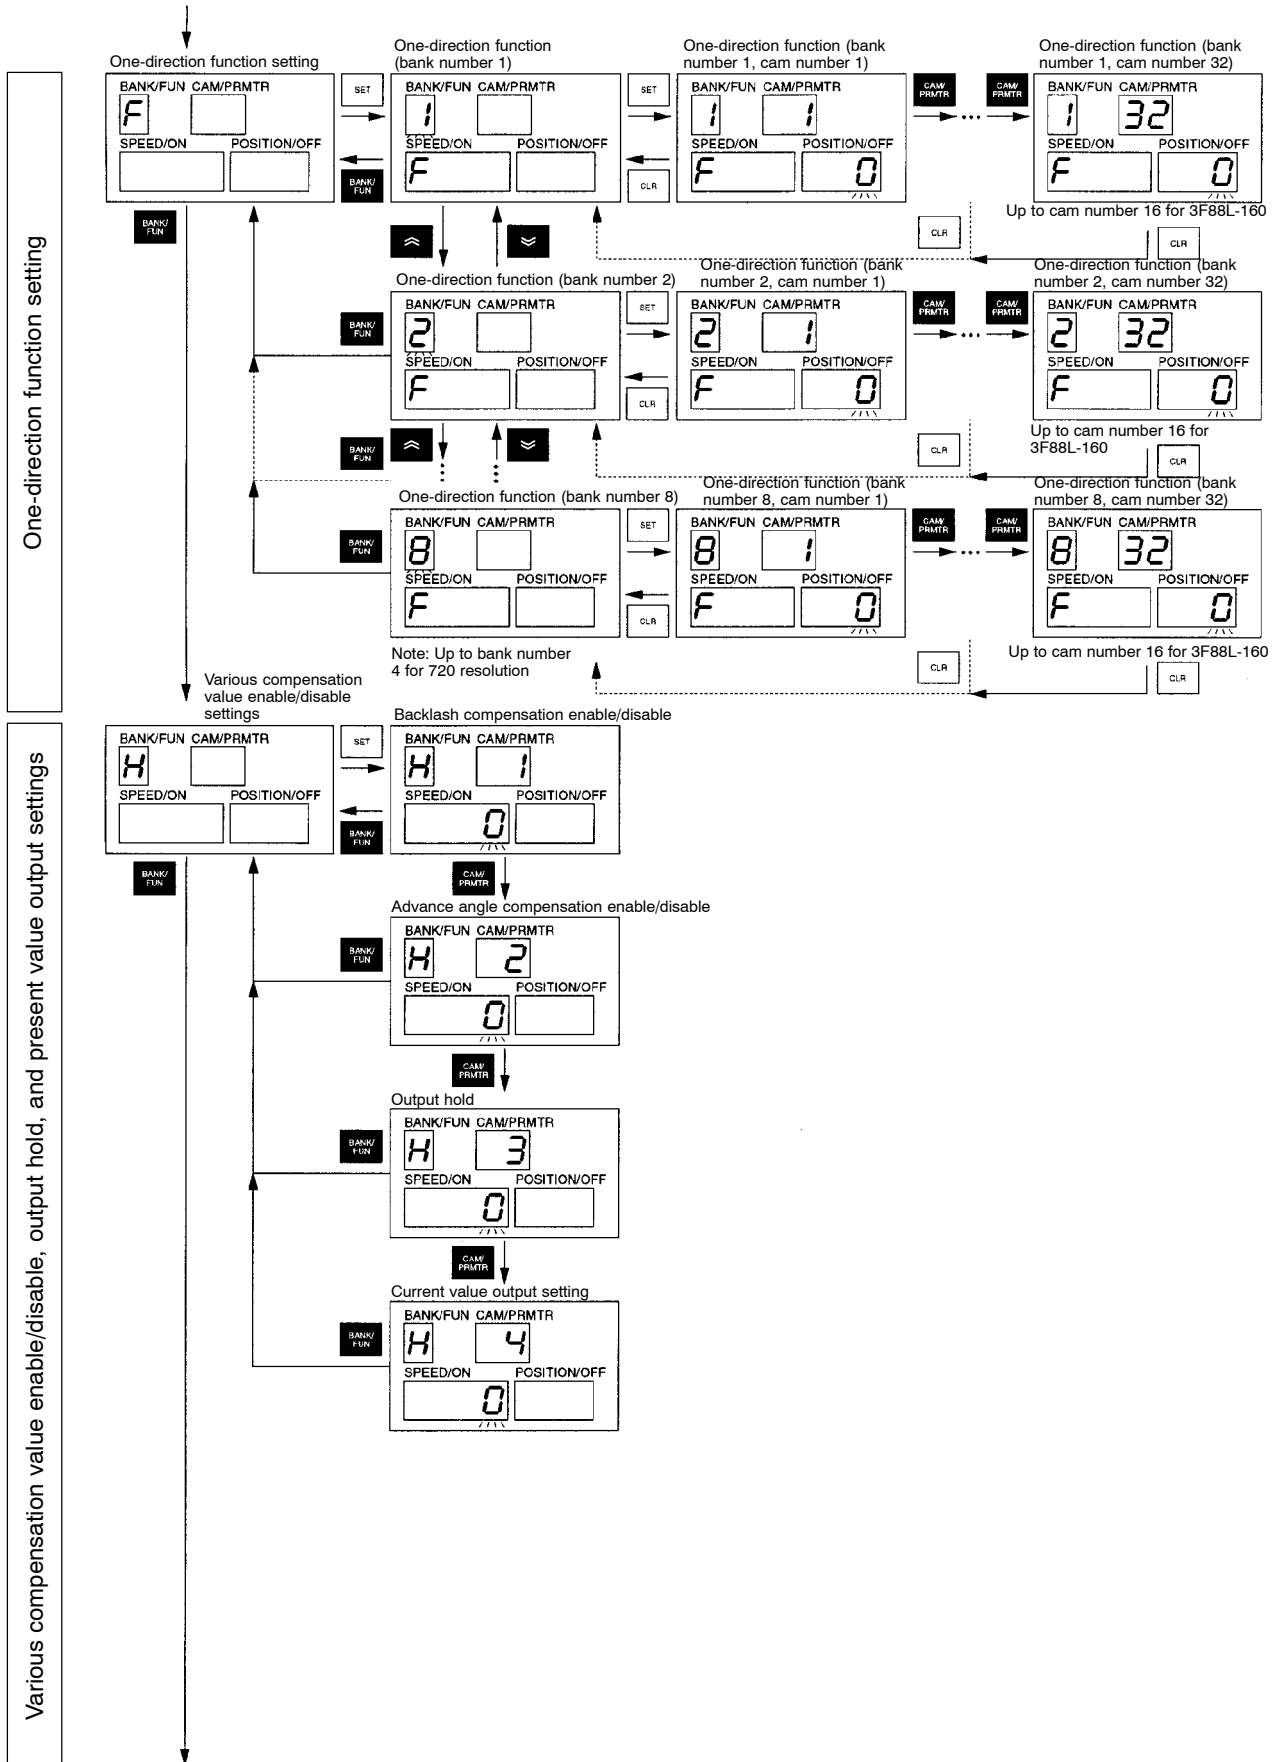 One-direction function setting
One-direction function setting
BANK/FUN CAM/PRMTR
F
SPEED/ON POSITION/OFF
SET
BANK/
FUN
BANK/
FUN
One-direction function
(bank number 1)
BANK/FUN CAM/PRMTR
1
SPEED/ON POSITION/OFF
F
SET
CLR
One-direction function (bank
number 1, cam number 1)
BANK/FUN CAM/PRMTR
1 1
SPEED/ON POSITION/OFF
F 0
CAM/
PRMTR
...
CAM/
PRMTR
One-direction function (bank
number 1, cam number 32)
BANK/FUN CAM/PRMTR
1 32
SPEED/ON POSITION/OFF
F 0
Up to cam number 16 for 3F88L-160
CLR
CLR
One-direction function (bank number 2)
BANK/
FUN
BANK/FUN CAM/PRMTR
2
SPEED/ON POSITION/OFF
F
SET
CLR
One-direction function (bank
number 2, cam number 1)
BANK/FUN CAM/PRMTR
2 1
SPEED/ON POSITION/OFF
F 0
CAM/
PRMTR
...
CAM/
PRMTR
One-direction function (bank
number 2, cam number 32)
BANK/FUN CAM/PRMTR
2 32
SPEED/ON POSITION/OFF
F 0
Up to cam number 16 for
3F88L-160
CLR
CLR
BANK/
FUN
One-direction function (bank number 8)
BANK/
FUN
BANK/FUN CAM/PRMTR
8
SPEED/ON POSITION/OFF
F
SET
CLR
Note: Up to bank number
4 for 720 resolution
One-direction function (bank
number 8, cam number 1)
BANK/FUN CAM/PRMTR
8 1
SPEED/ON POSITION/OFF
F 0
CAM/
PRMTR
...
CAM/
PRMTR
One-direction function (bank
number 8, cam number 32)
BANK/FUN CAM/PRMTR
8 32
SPEED/ON POSITION/OFF
F 0
Up to cam number 16 for 3F88L-160
CLR
CLR
Various compensation value enable/disable, output hold, and present value output settings
Various compensation
value enable/disable
settings
BANK/FUN CAM/PRMTR
H
SPEED/ON POSITION/OFF
SET
BANK/
FUN
BANK/
FUN
Backlash compensation enable/disable
BANK/FUN CAM/PRMTR
H 1
SPEED/ON POSITION/OFF
0
CAM/
PRMTR
Advance angle compensation enable/disable
BANK/
FUN
BANK/FUN CAM/PRMTR
H 2
SPEED/ON POSITION/OFF
0
CAM/
PRMTR
Output hold
BANK/
FUN
BANK/FUN CAM/PRMTR
H 3
SPEED/ON POSITION/OFF
0
CAM/
PRMTR
Current value output setting
BANK/
FUN
BANK/FUN CAM/PRMTR
H 4
SPEED/ON POSITION/OFF
0